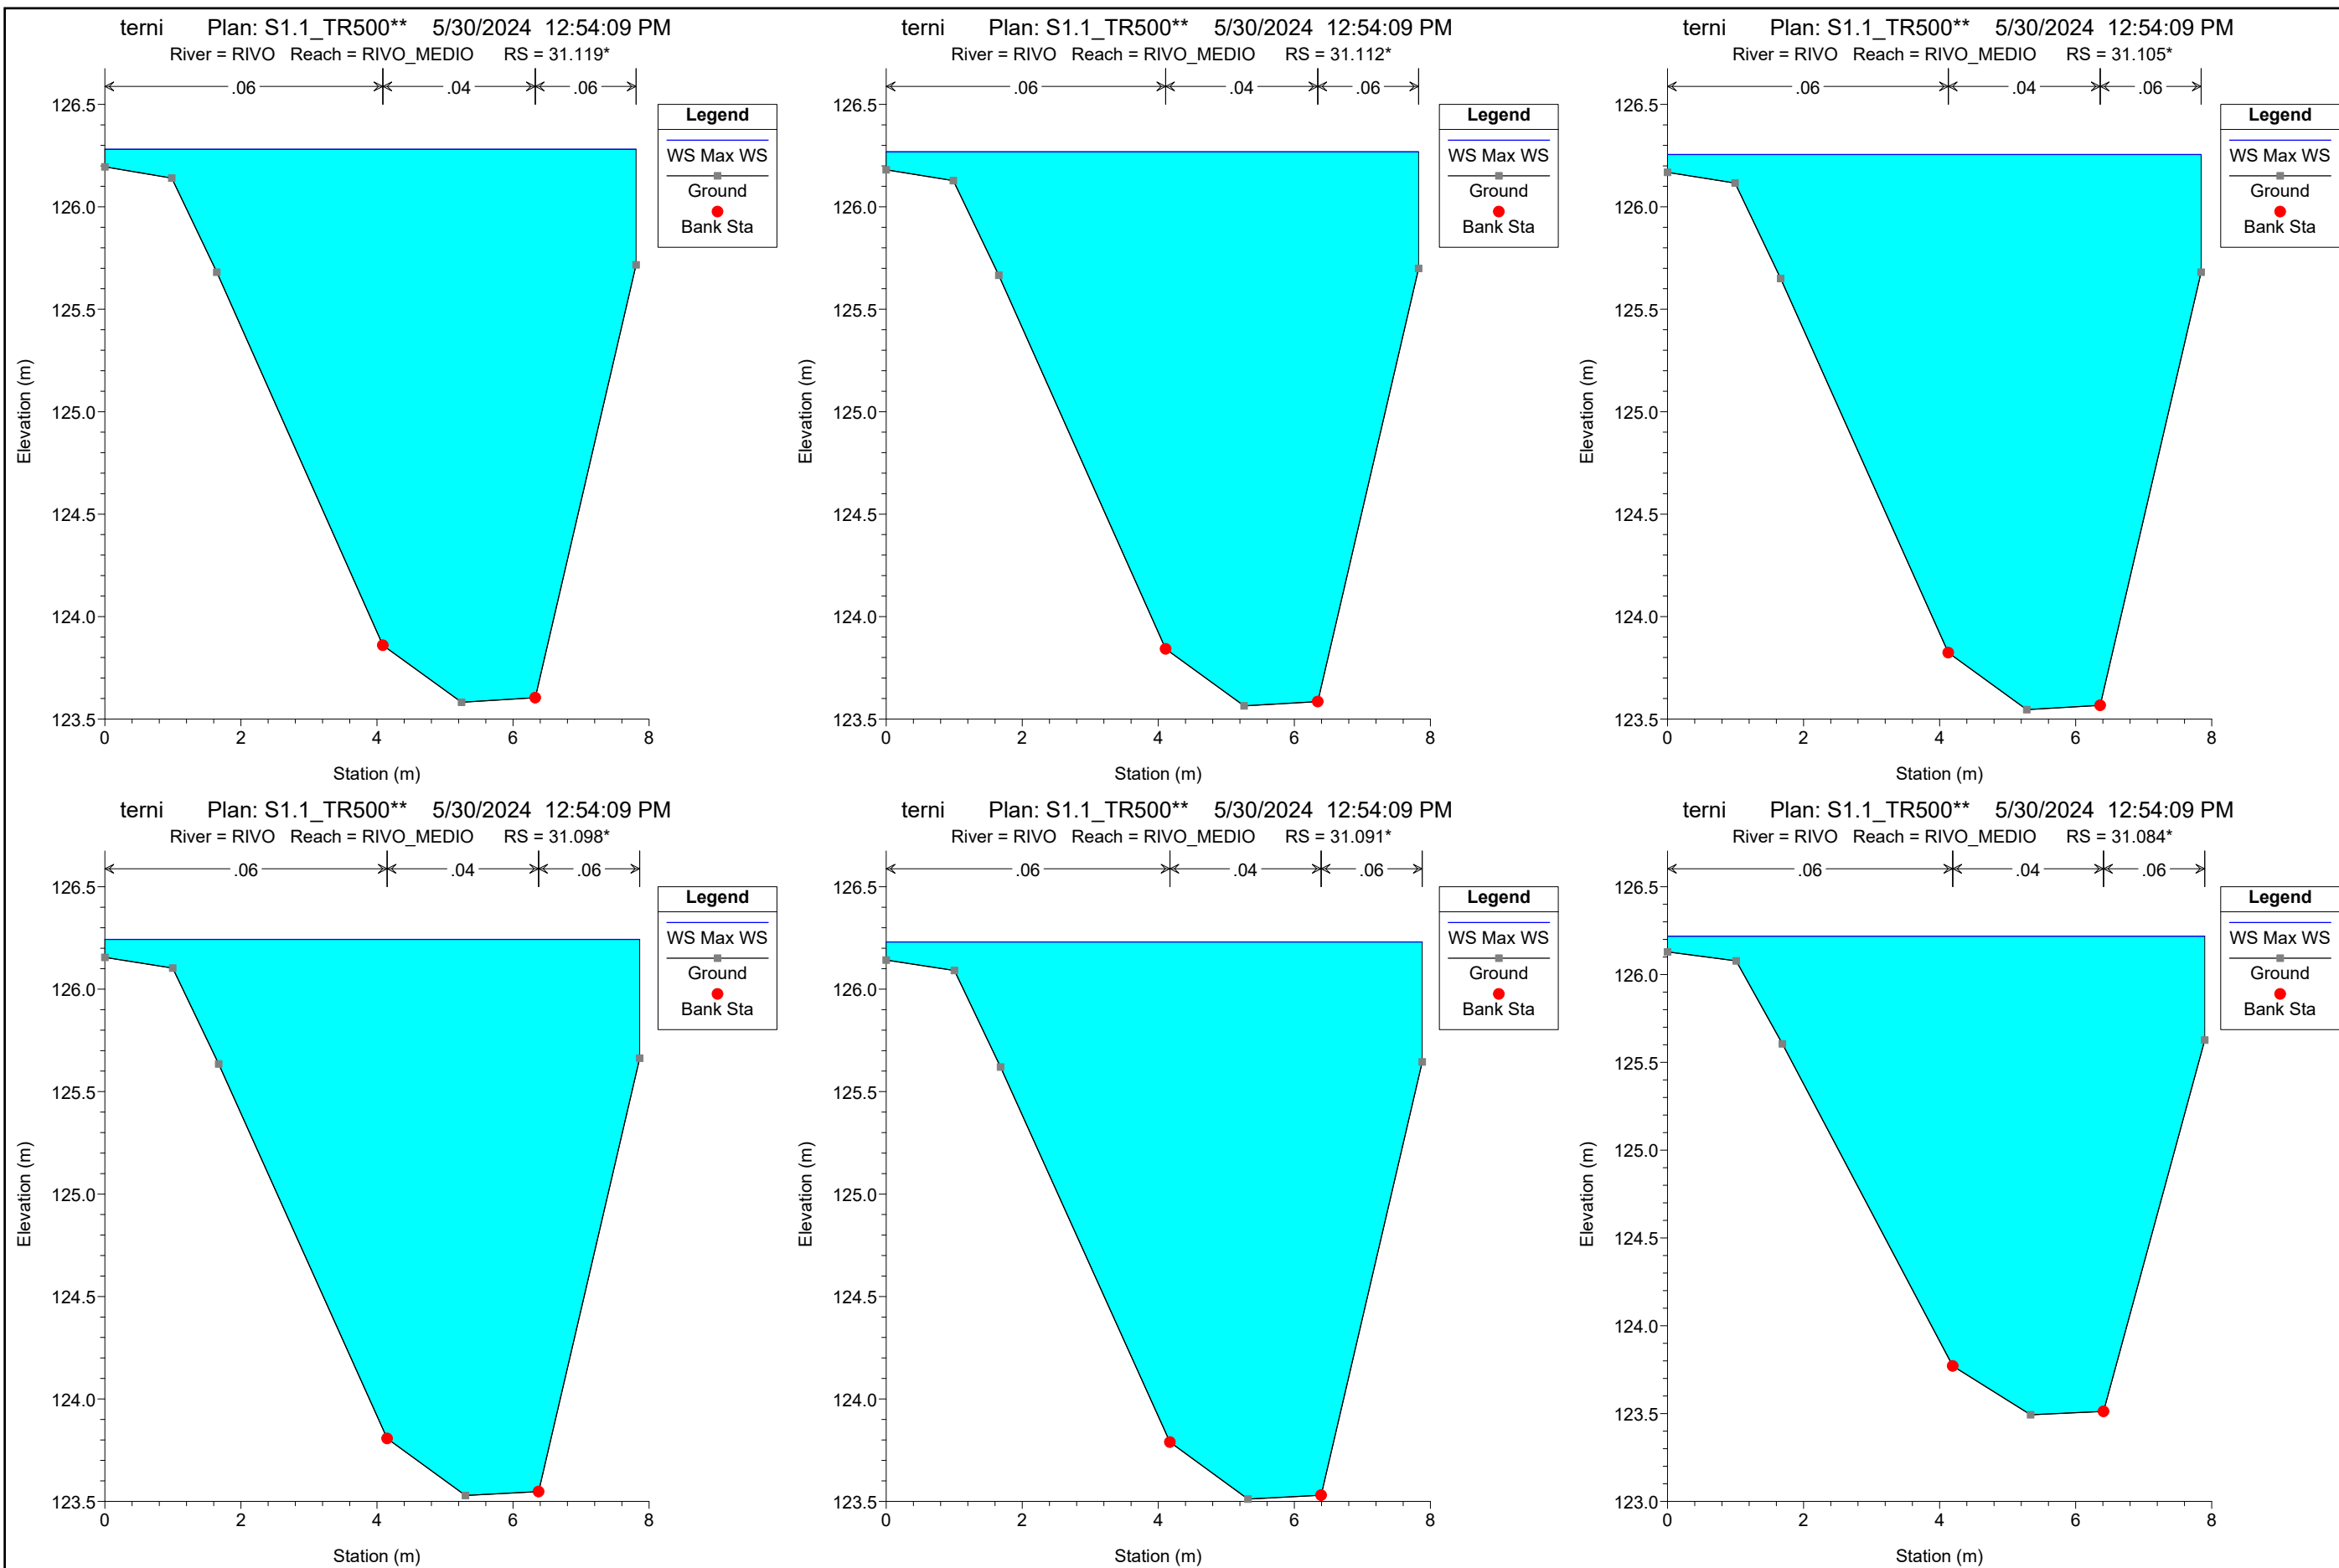 terni Plan: S1.1_TR500** 5/30/2024 12:54:09 PM
River = RIVO Reach = RIVO_MEDIO RS = 31.119*
.06 .04 .06
126.5
126.0
125.5
125.0
124.5
124.0
123.5
Elevation (m)
0 2 4 6 8
Station (m)
Legend
WS Max WS
Ground
Bank Sta
terni Plan: S1.1_TR500** 5/30/2024 12:54:09 PM
River = RIVO Reach = RIVO_MEDIO RS = 31.112*
.06 .04 .06
126.5
126.0
125.5
125.0
124.5
124.0
123.5
Elevation (m)
0 2 4 6 8
Station (m)
Legend
WS Max WS
Ground
Bank Sta
terni Plan: S1.1_TR500** 5/30/2024 12:54:09 PM
River = RIVO Reach = RIVO_MEDIO RS = 31.105*
.06 .04 .06
126.5
126.0
125.5
125.0
124.5
124.0
123.5
Elevation (m)
0 2 4 6 8
Station (m)
Legend
WS Max WS
Ground
Bank Sta
terni Plan: S1.1_TR500** 5/30/2024 12:54:09 PM
River = RIVO Reach = RIVO_MEDIO RS = 31.098*
.06 .04 .06
126.5
126.0
125.5
125.0
124.5
124.0
123.5
Elevation (m)
0 2 4 6 8
Station (m)
Legend
WS Max WS
Ground
Bank Sta
terni Plan: S1.1_TR500** 5/30/2024 12:54:09 PM
River = RIVO Reach = RIVO_MEDIO RS = 31.091*
.06 .04 .06
126.5
126.0
125.5
125.0
124.5
124.0
123.5
Elevation (m)
0 2 4 6 8
Station (m)
Legend
WS Max WS
Ground
Bank Sta
terni Plan: S1.1_TR500** 5/30/2024 12:54:09 PM
River = RIVO Reach = RIVO_MEDIO RS = 31.084*
.06 .04 .06
126.5
126.0
125.5
125.0
124.5
124.0
123.5
123.0
Elevation (m)
0 2 4 6 8
Station (m)
Legend
WS Max WS
Ground
Bank Sta